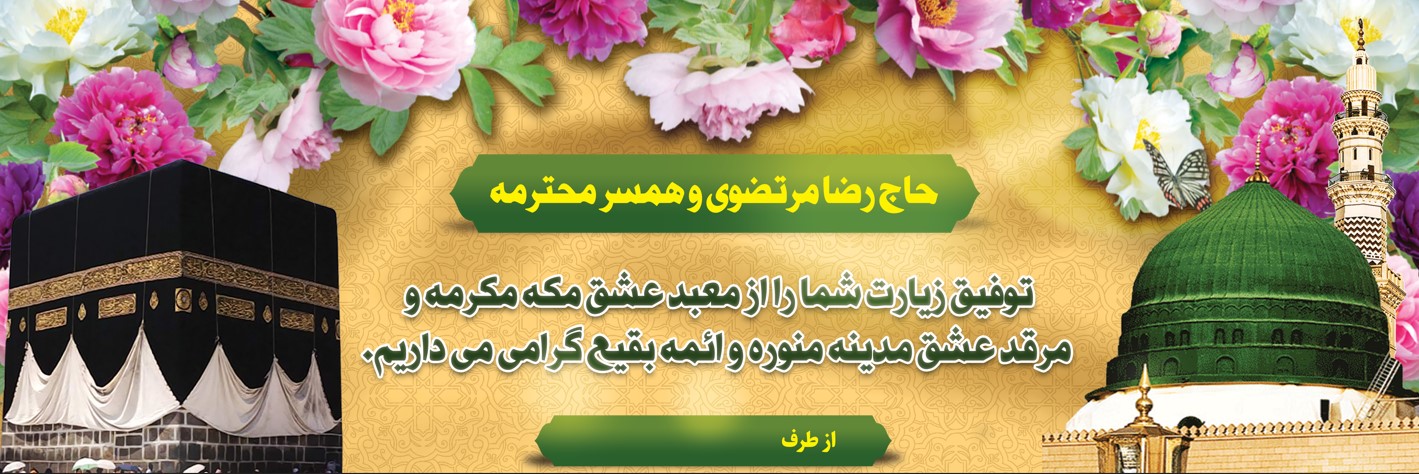 حاج رضا مرتضوی و همسر محترمه
توفیق زیارت شما را از معبد عشق مکه مکرمه و
مرقد عشق مدینه منوره و ائمه بقیع گرامی می داریم.
از طرف